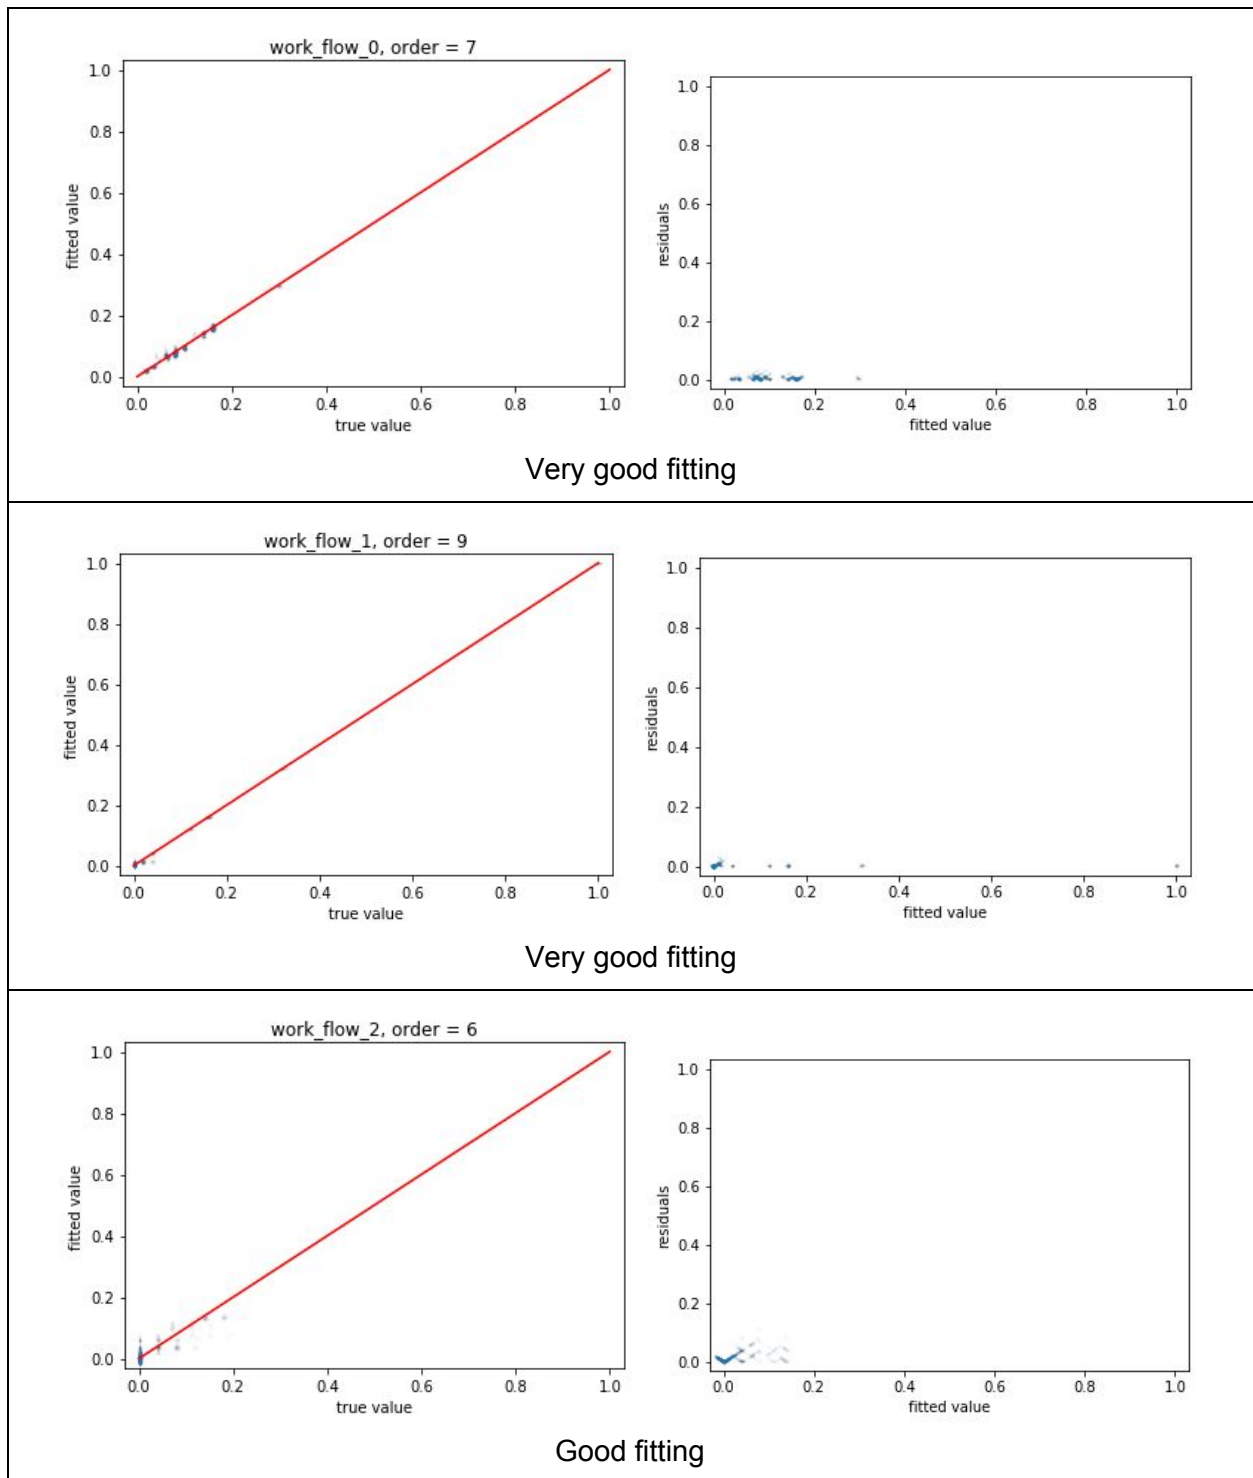 work_flow_0, order = 7
fitted value
1.0
0.8
0.6
0.4
0.2
0.0
0.0 0.2 0.4 0.6 0.8 1.0
true value
residuals
1.0
0.8
0.6
0.4
0.2
0.0
0.0 0.2 0.4 0.6 0.8 1.0
fitted value
Very good fitting
work_flow_1, order = 9
fitted value
1.0
0.8
0.6
0.4
0.2
0.0
0.0 0.2 0.4 0.6 0.8 1.0
true value
residuals
1.0
0.8
0.6
0.4
0.2
0.0
0.0 0.2 0.4 0.6 0.8 1.0
fitted value
Very good fitting
work_flow_2, order = 6
fitted value
1.0
0.8
0.6
0.4
0.2
0.0
0.0 0.2 0.4 0.6 0.8 1.0
true value
residuals
1.0
0.8
0.6
0.4
0.2
0.0
0.0 0.2 0.4 0.6 0.8 1.0
fitted value
Good fitting